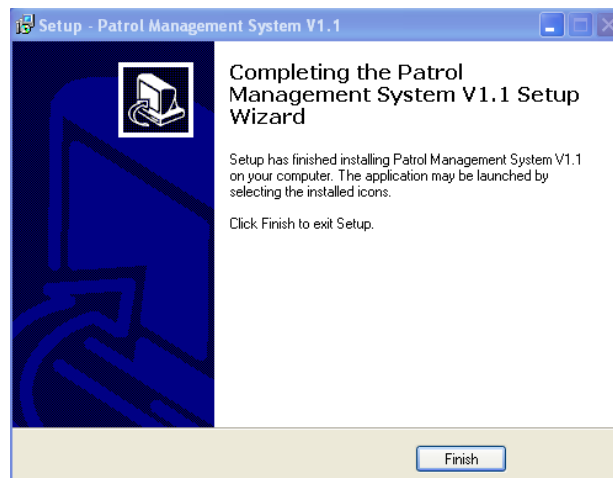 Setup - Patrol Management System V1.1
Completing the Patrol
Management System V1.1 Setup
Wizard
Setup has finished installing Patrol Management System V1.1
on your computer. The application may be launched by
selecting the installed icons.
Click Finish to exit Setup.
Finish